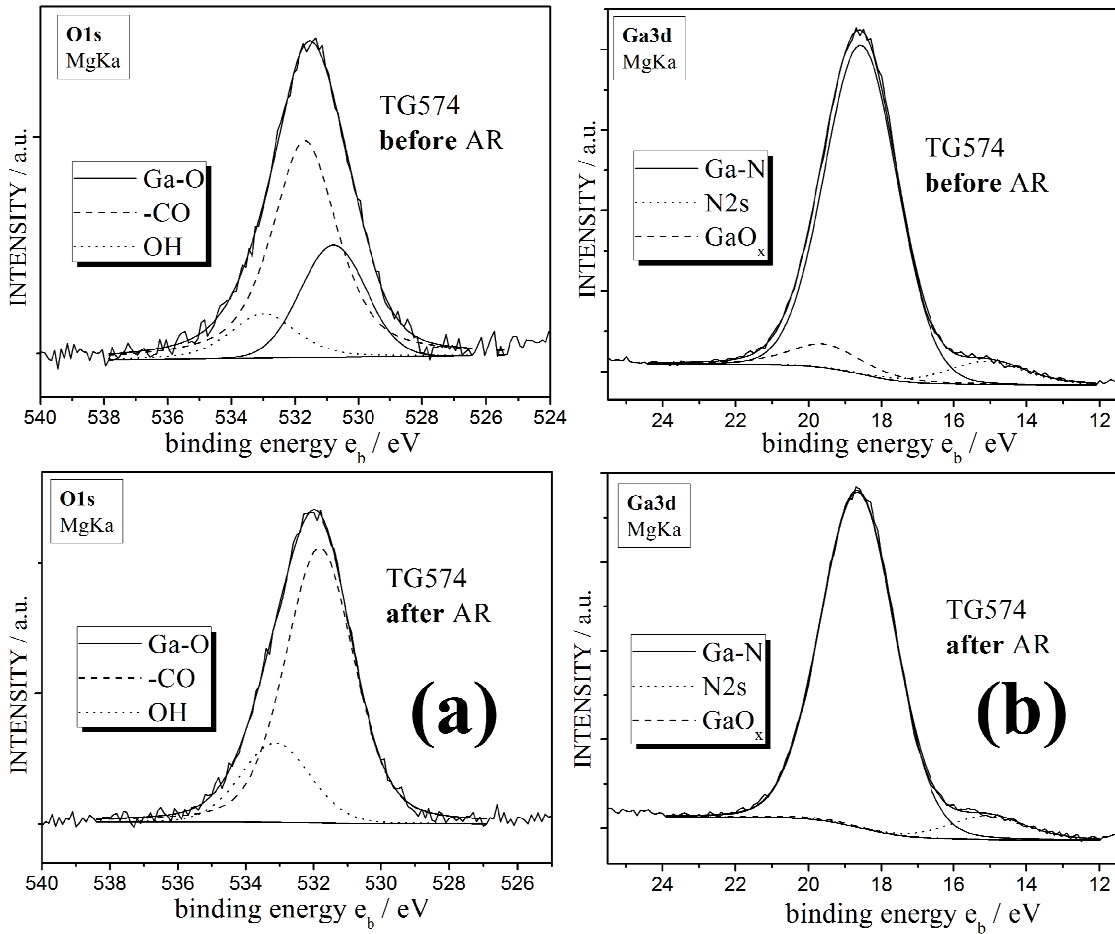 O1s
MgKa
TG574
before AR
Ga-O
-CO
OH
INTENSITY / a.u.
540 538 536 534 532 530 528 526 524
binding energy e_b / eV
Ga3d
MgKa
TG574
before AR
Ga-N
N2s
GaO_x
INTENSITY / a.u.
24 22 20 18 16 14 12
binding energy e_b / eV
O1s
MgKa
TG574
after AR
Ga-O
-CO
OH
(a)
INTENSITY / a.u.
540 538 536 534 532 530 528 526
binding energy e_b / eV
Ga3d
MgKa
TG574
after AR
Ga-N
N2s
GaO_x
(b)
INTENSITY / a.u.
24 22 20 18 16 14 12
binding energy e_b / eV